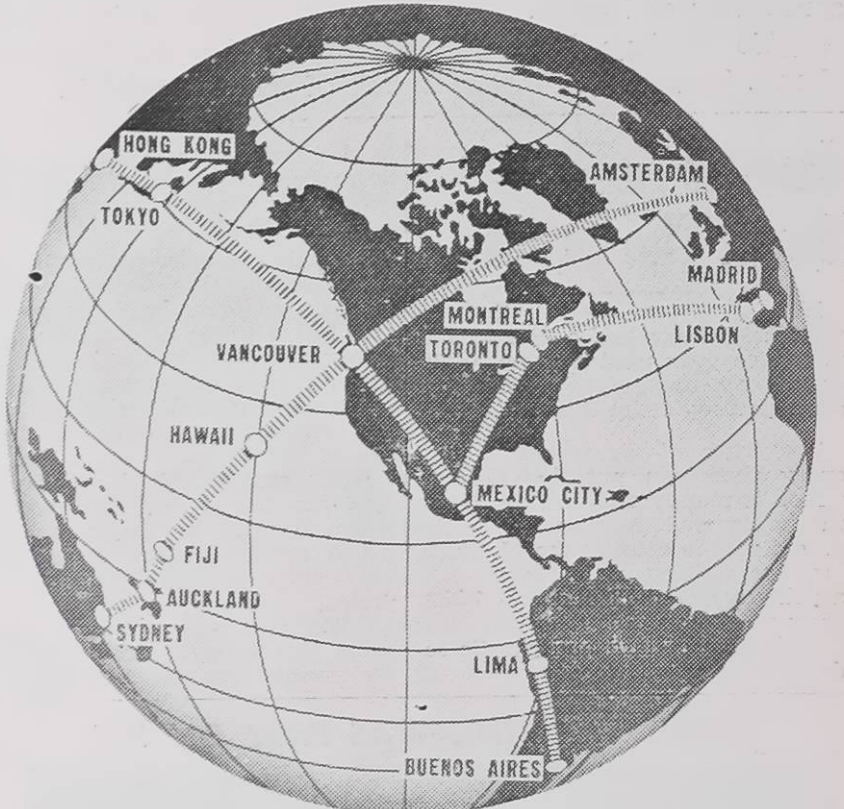 HONG KONG
AMSTERDAM
TOKYO
MADRID
MONTREAL
LISBON
VANCOUVER
TORONTO
HAWAII
MEXICO CITY
FIJI
AUCKLAND
SYDNEY
LIMA
BUENOS AIRES